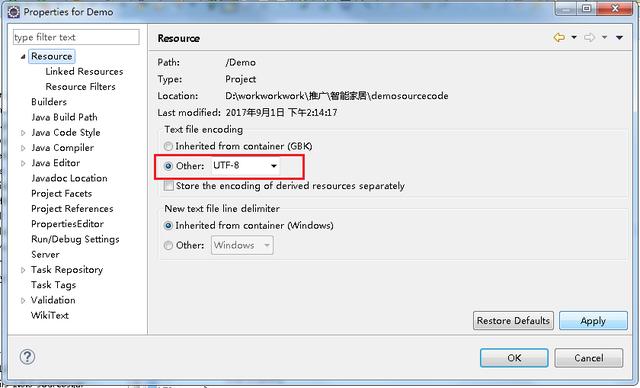 Properties for Demo
type filter text
Resource
Linked Resources
Resource Filters
Builders
Java Build Path
Java Code Style
Java Compiler
Java Editor
Javadoc Location
Project Facets
Project References
PropertiesEditor
Run/Debug Settings
Server
Task Repository
Task Tags
Validation
WikiText
Resource
Path: /Demo
Type: Project
Location: D:\workworkwork\推广\智能家居\demosourcecode
Last modified: 2017年9月1日 下午2:14:17
Text file encoding
Inherited from container (GBK)
Other: UTF-8
Store the encoding of derived resources separately
New text file line delimiter
Inherited from container (Windows)
Other: Windows
Restore Defaults Apply
OK Cancel